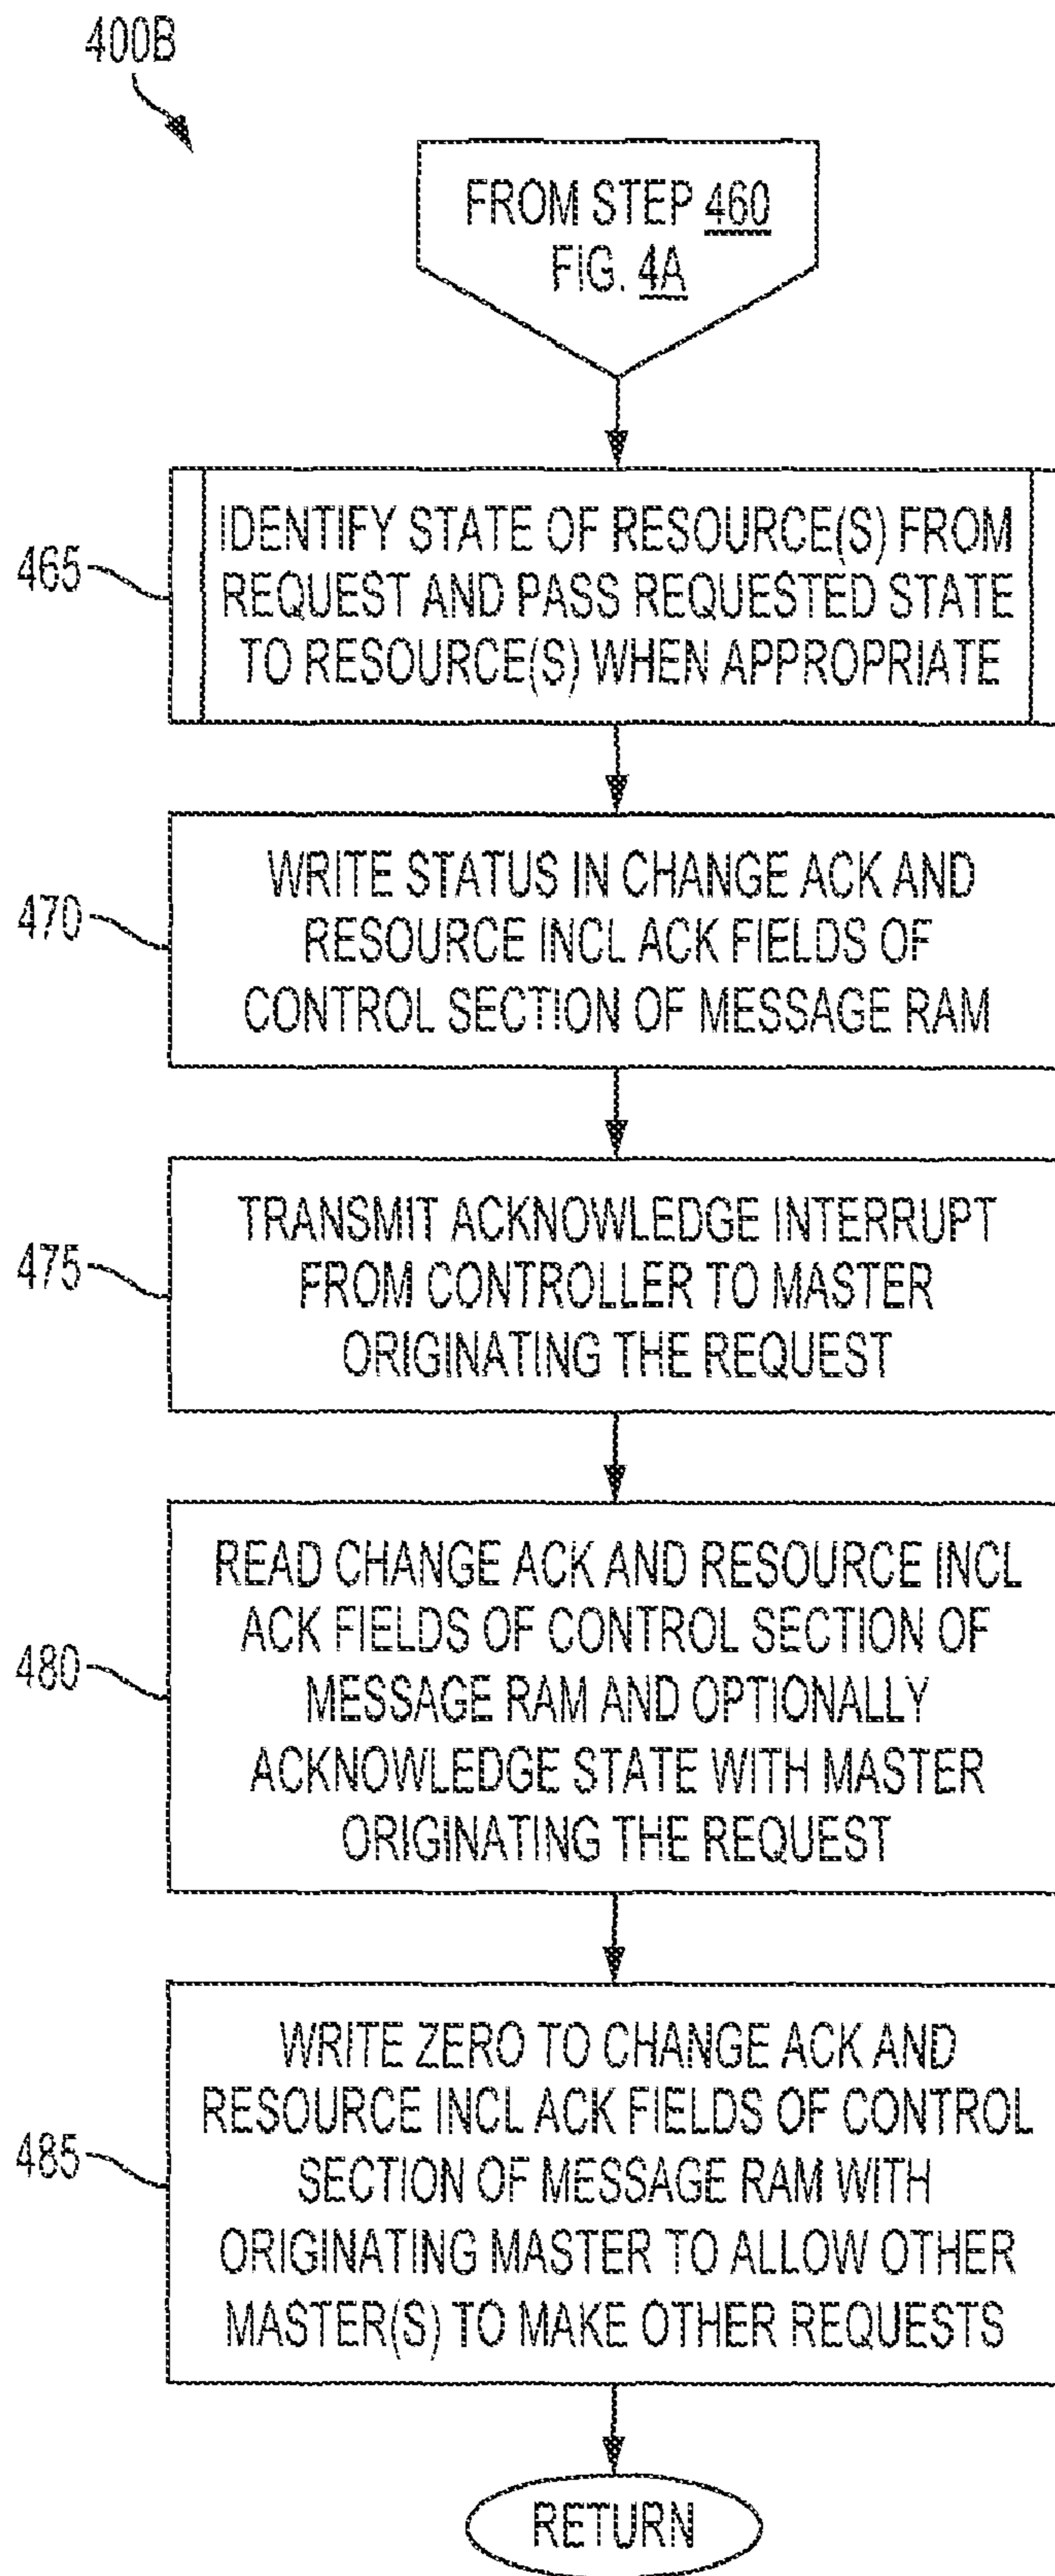 400B
FROM STEP 460
FIG. 4A
465
IDENTIFY STATE OF RESOURCE(S) FROM
REQUEST AND PASS REQUESTED STATE
TO RESOURCE(S) WHEN APPROPRIATE
470
WRITE STATUS IN CHANGE ACK AND
RESOURCE INCL ACK FIELDS OF
CONTROL SECTION OF MESSAGE RAM
475
TRANSMIT ACKNOWLEDGE INTERRUPT
FROM CONTROLLER TO MASTER
ORIGINATING THE REQUEST
480
READ CHANGE ACK AND RESOURCE INCL
ACK FIELDS OF CONTROL SECTION OF
MESSAGE RAM AND OPTIONALLY
ACKNOWLEDGE STATE WITH MASTER
ORIGINATING THE REQUEST
485
WRITE ZERO TO CHANGE ACK AND
RESOURCE INCL ACK FIELDS OF CONTROL
SECTION OF MESSAGE RAM WITH
ORIGINATING MASTER TO ALLOW OTHER
MASTER(S) TO MAKE OTHER REQUESTS
RETURN